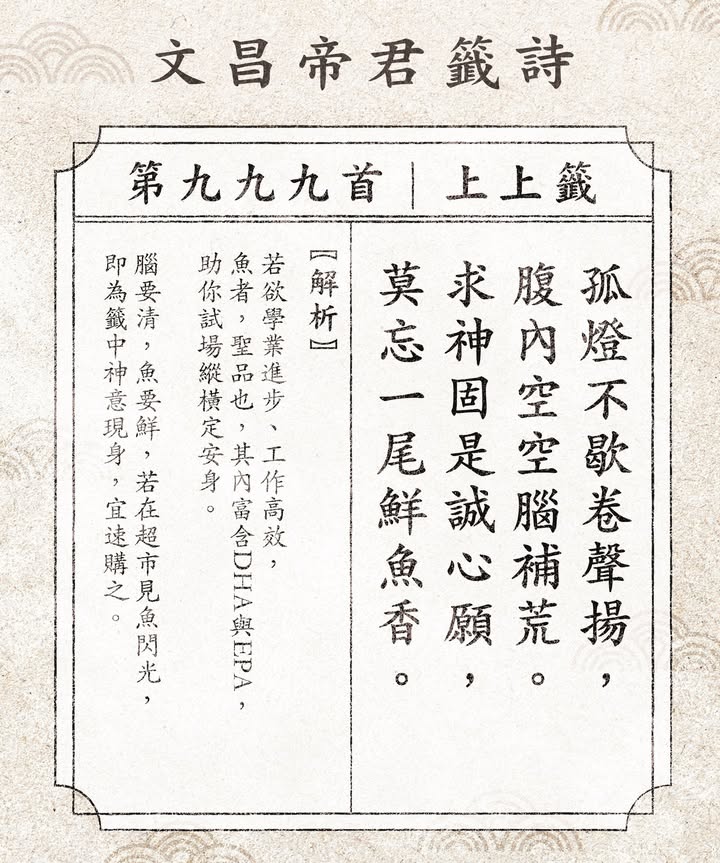 文昌帝君籤詩
第九九九首｜上上籤
孤燈不歇卷聲揚，
腹內空空腦補荒。
求神固是誠心願，
莫忘一尾鮮魚香。
【解析】
若欲學業進步、工作高效，
魚者，聖品也，其內富含DHA與EPA，
助你試場縱橫定安身。
腦要清，魚要鮮，若在超市見魚閃光，
即為籤中神意現身，宜速購之。